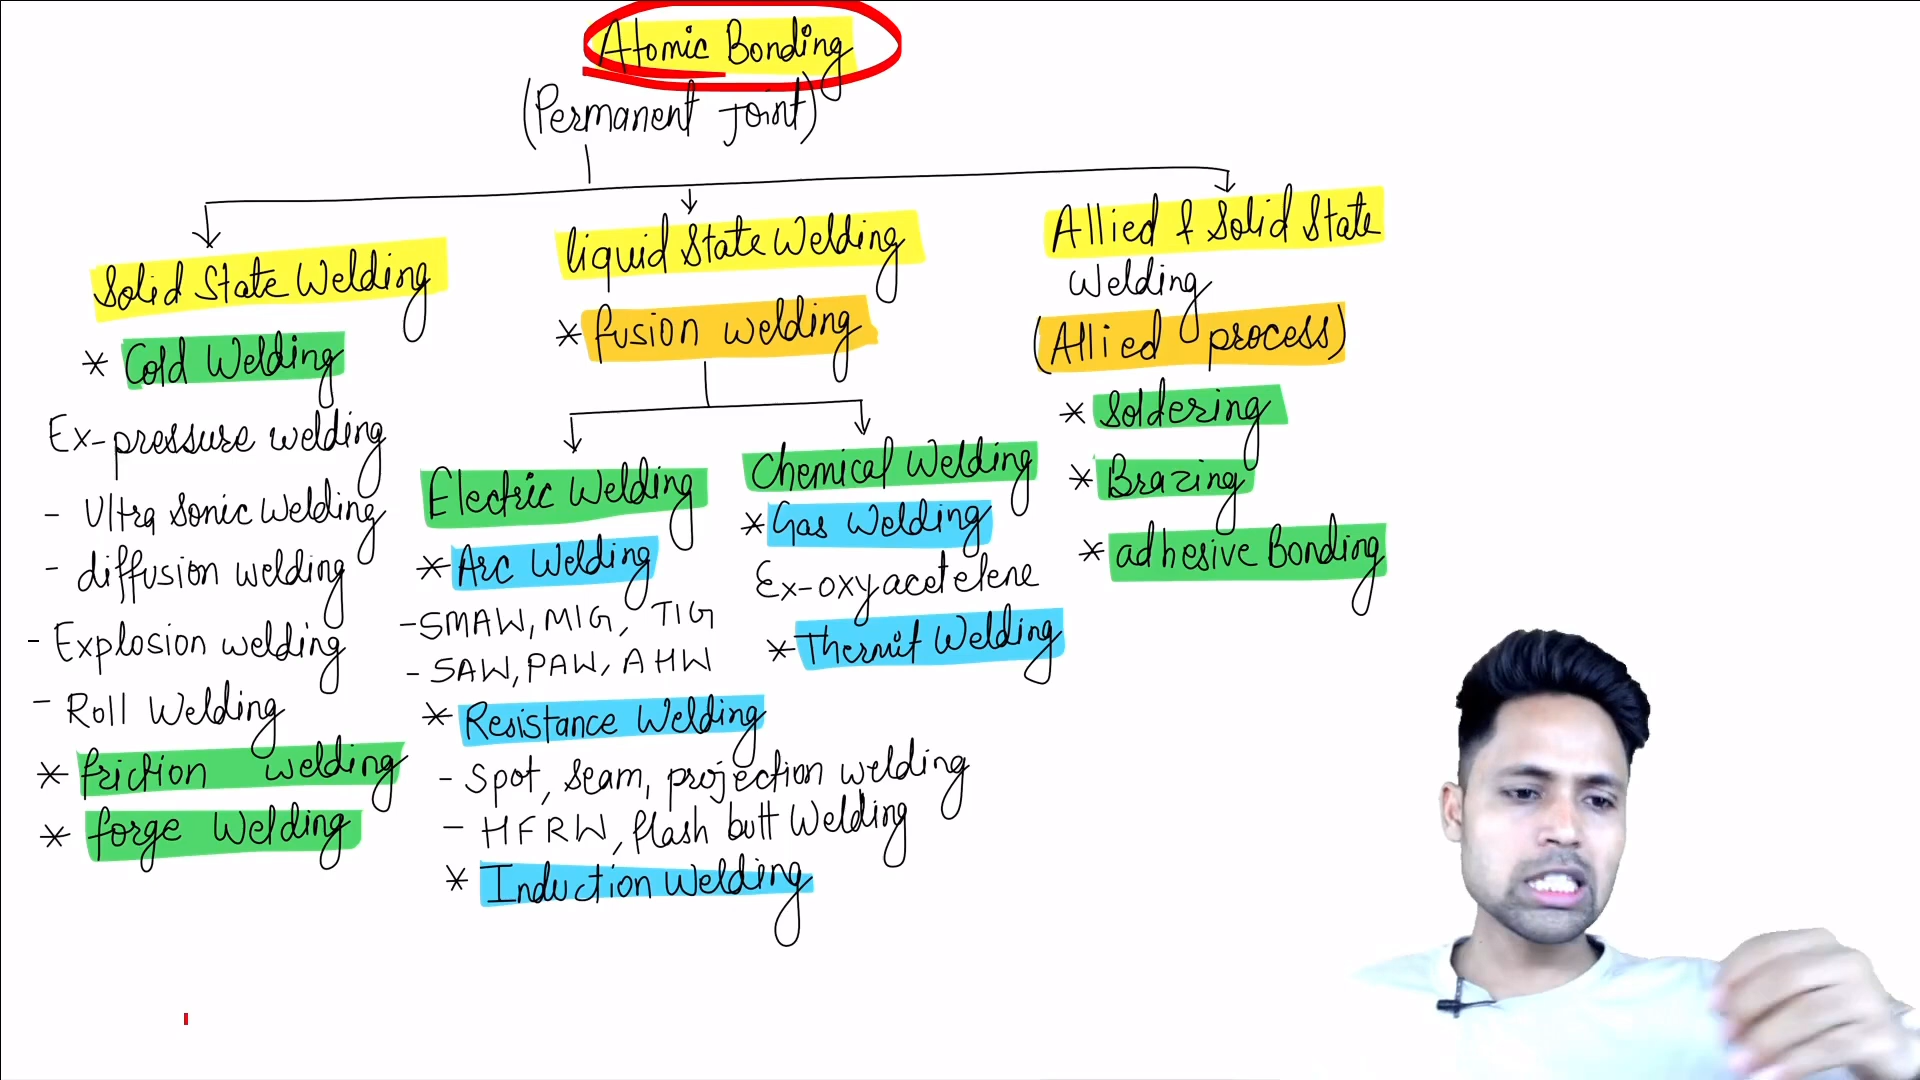 Atomic Bonding
(Permanent Joint)
Solid State Welding
* Cold Welding
Ex-pressure welding
- Ultra Sonic Welding
- diffusion welding
- Explosion welding
- Roll Welding
* friction welding
* forge Welding
liquid State Welding
* fusion welding
Electric Welding
* Arc Welding
- SMAW, MIG, TIG
- SAW, PAW, AHW
* Resistance Welding
- Spot, Seam, projection welding
- HFRW, flash butt Welding
* Induction Welding
Chemical Welding
* Gas Welding
Ex-oxyacetelene
* Thermit Welding
Allied & Solid State
Welding
(Allied process)
* Soldering
* Brazing
* adhesive Bonding